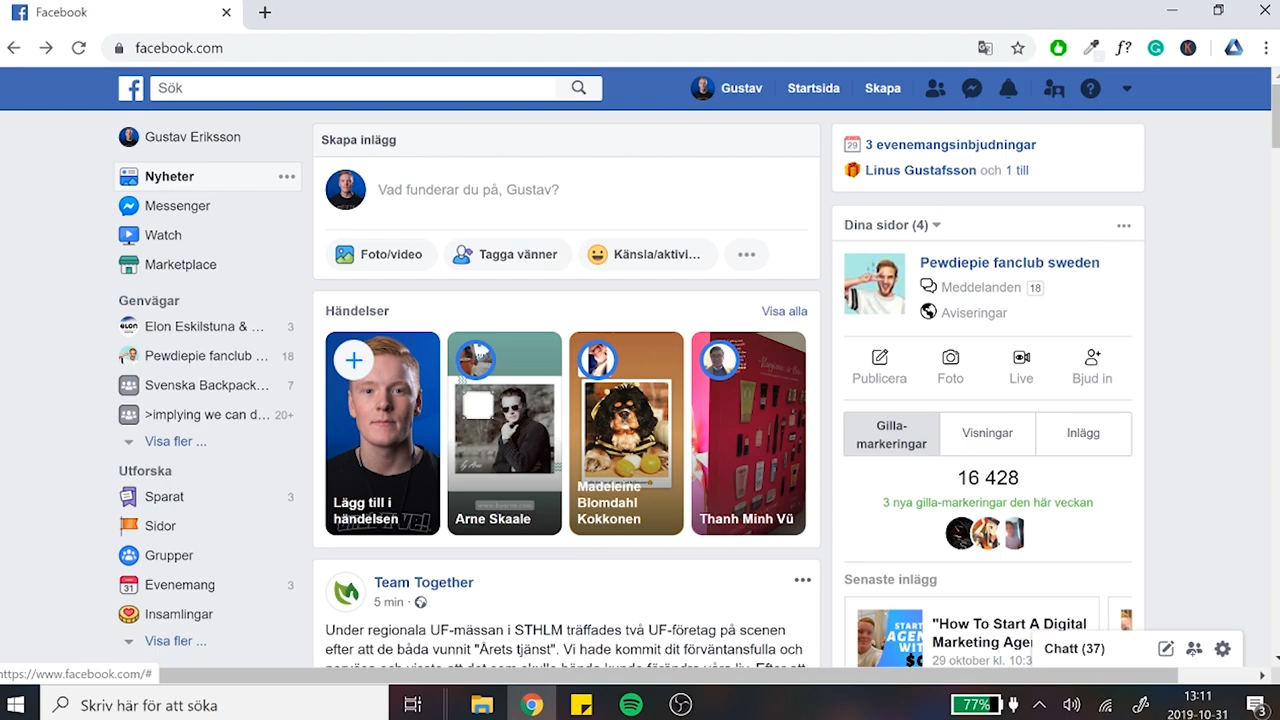 Facebook
facebook.com
f?
Sök
Gustav
Startsida
Skapa
Gustav Eriksson
Nyheter
Messenger
Watch
Marketplace
Genvägar
Elon Eskilstuna & ... 3
Pewdiepie fanclub ... 18
Svenska Backpack... 7
>implying we can d... 20+
Visa fler ...
Utforska
Sparat 3
Sidor
Grupper
31 Evenemang 3
Insamlingar
Visa fler ...
https://www.facebook.com/#
Skapa inlägg
Vad funderar du på, Gustav?
Foto/video
Tagga vänner
Känsla/aktivi...
Händelser
Visa alla
Lägg till i
händelsen
Arne Skaale
Madeleine
Blomdahl
Kokkonen
Thanh Minh Vũ
Team Together
5 min ·
Under regionala UF-mässan i STHLM träffades två UF-företag på scenen
efter att de båda vunnit "Årets tjänst". Vi hade kommit dit förväntansfulla och
29 3 evenemangsinbjudningar
Linus Gustafsson och 1 till
Dina sidor (4)
Pewdiepie fanclub sweden
Meddelanden 18
Aviseringar
Publicera
Foto
Live
Bjud in
Gilla-
markeringar
Visningar
Inlägg
16 428
3 nya gilla-markeringar den här veckan
Senaste inlägg
START
AGEN
WITH
"How To Start A Digital
Marketing Agen
29 oktober kl. 10:3
Chatt (37)
Skriv här för att söka
77%
13:11
2019-10-31
3